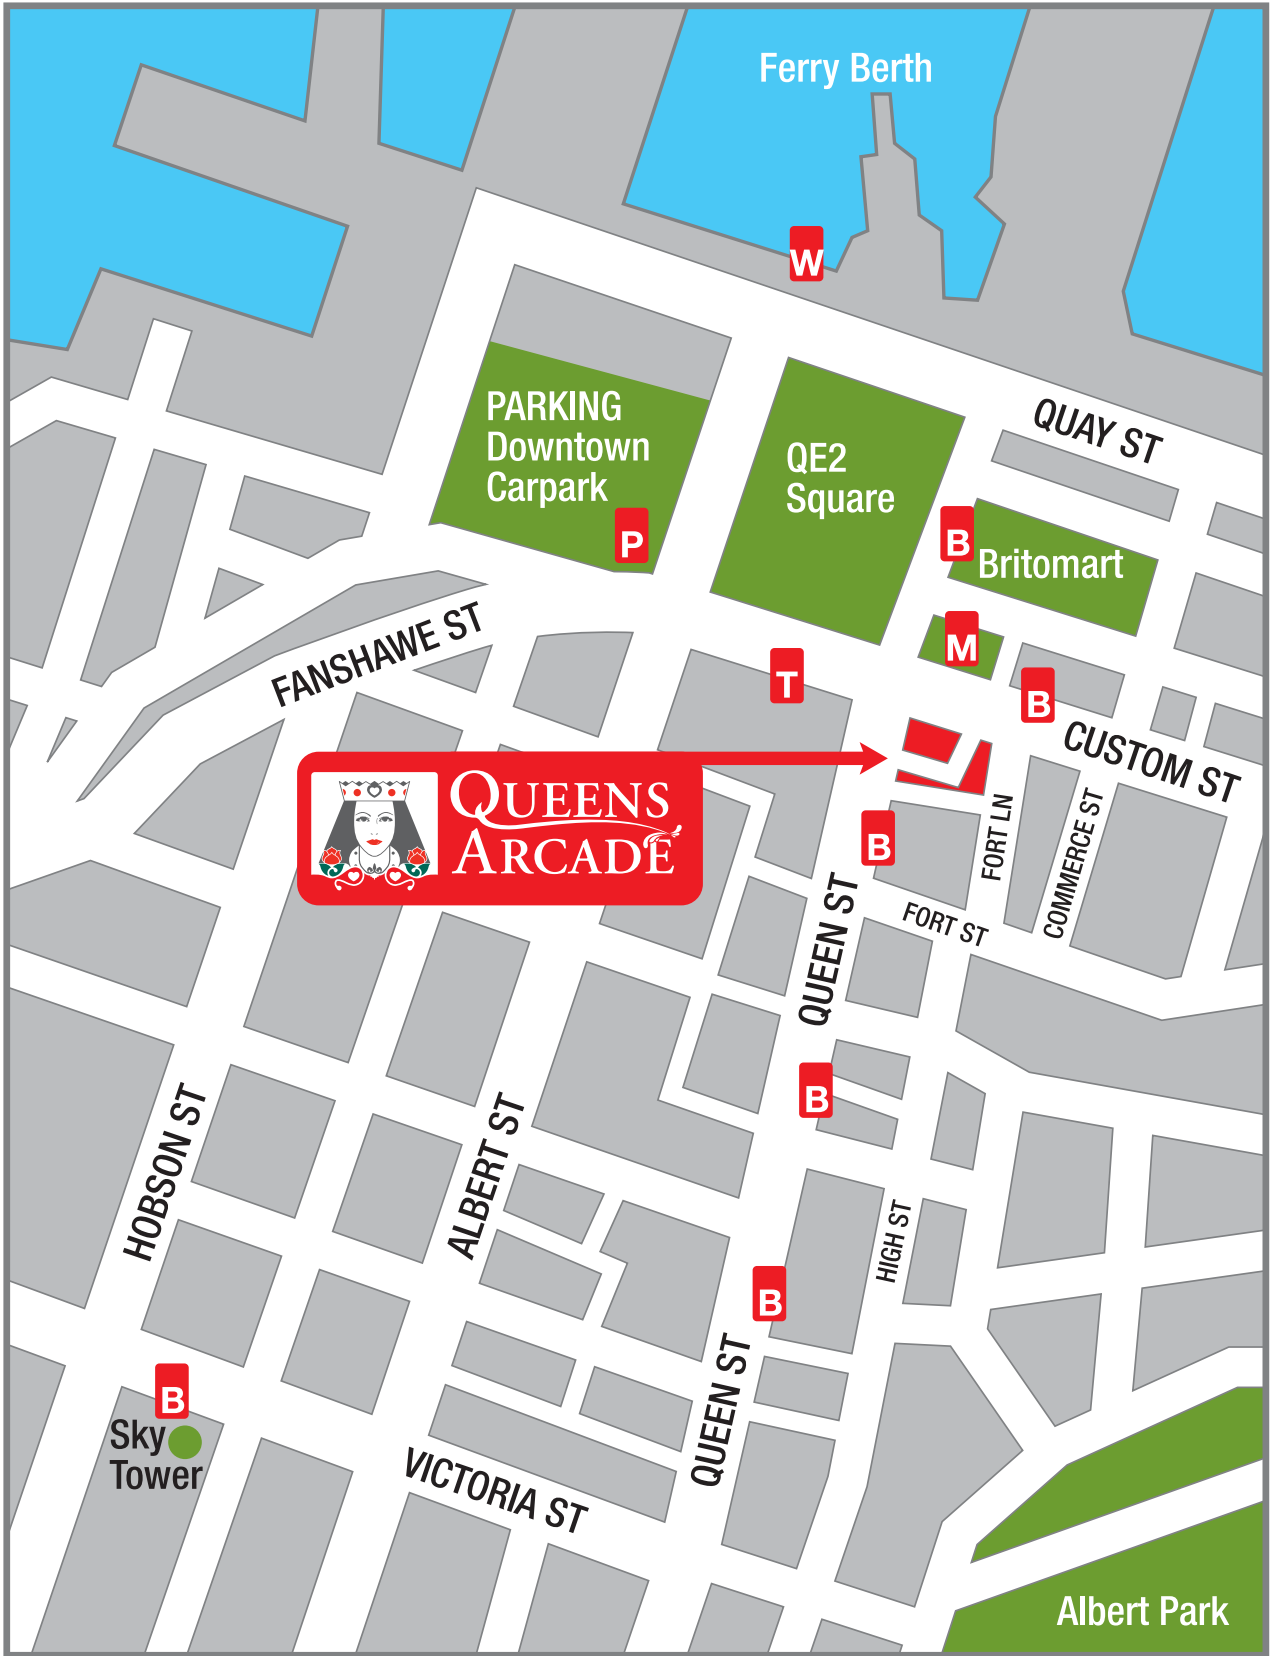 Ferry Berth
W
QUAY ST
PARKING
Downtown
Carpark
P
QE2
Square
B
Britomart
M
FANSHAWE ST
T
B
CUSTOM ST
QUEENS
ARCADE
B
FORT LN
COMMERCE ST
QUEEN ST
FORT ST
B
HOBSON ST
ALBERT ST
HIGH ST
B
QUEEN ST
B
Sky
Tower
VICTORIA ST
Albert Park